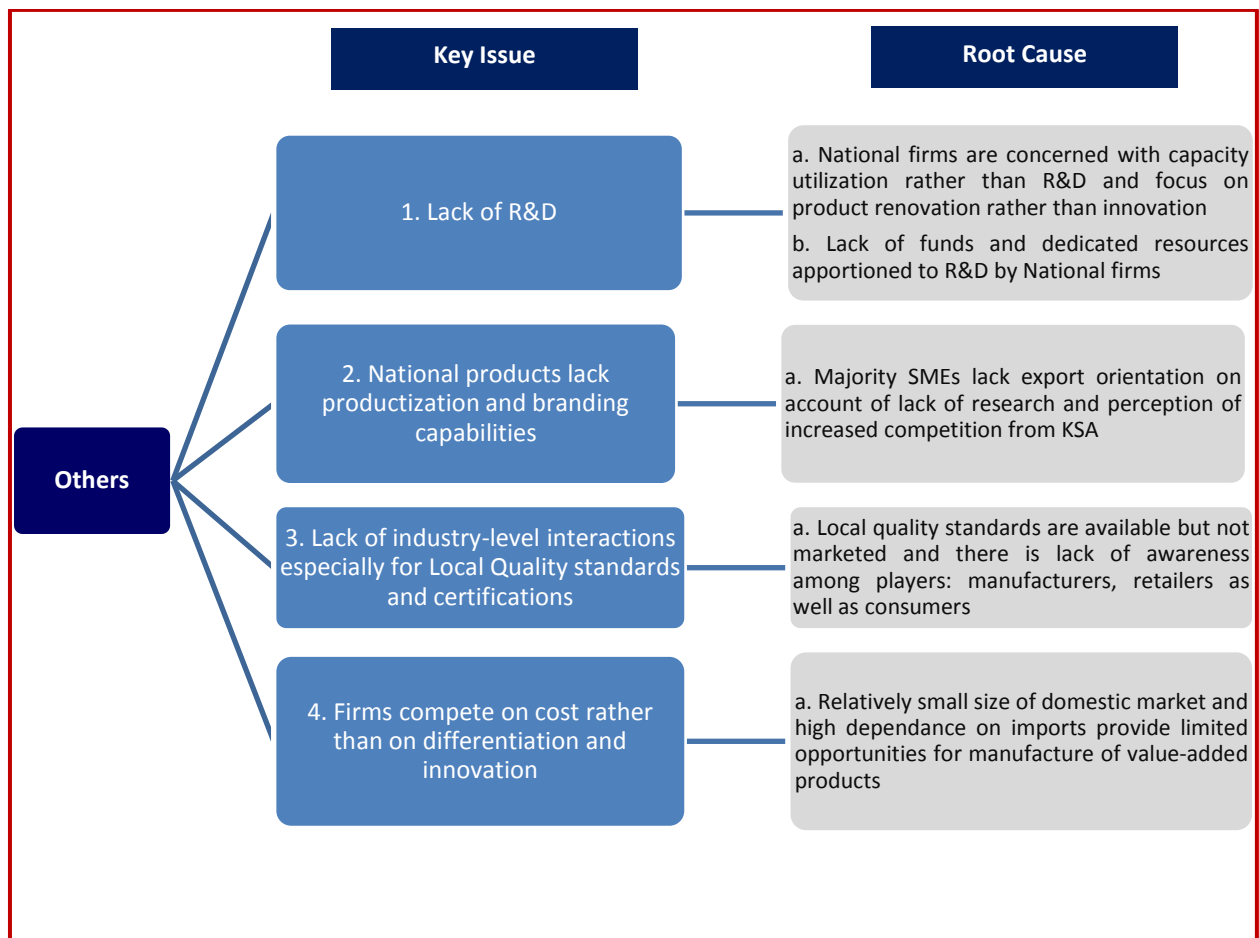 Key Issue
Root Cause
Others
1. Lack of R&D
a. National firms are concerned with capacity
utilization rather than R&D and focus on
product renovation rather than innovation
b. Lack of funds and dedicated resources
apportioned to R&D by National firms
2. National products lack
productization and branding
capabilities
a. Majority SMEs lack export orientation on
account of lack of research and perception of
increased competition from KSA
3. Lack of industry-level interactions
especially for Local Quality standards
and certifications
a. Local quality standards are available but not
marketed and there is lack of awareness
among players: manufacturers, retailers as
well as consumers
4. Firms compete on cost rather
than on differentiation and
innovation
a. Relatively small size of domestic market and
high dependance on imports provide limited
opportunities for manufacture of value-added
products